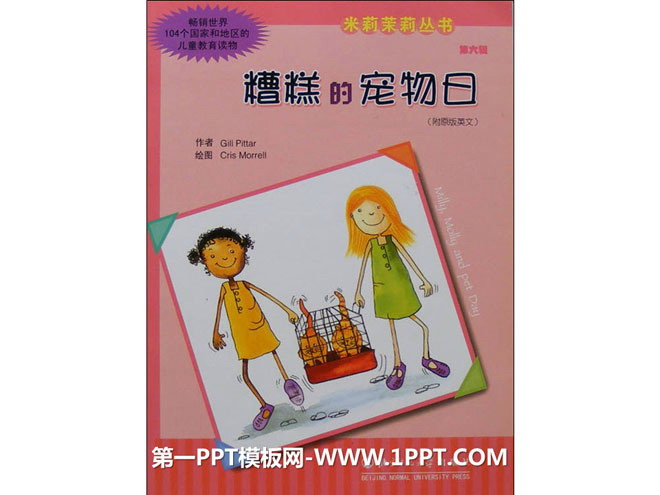 畅销世界
104个国家和地区的
儿童教育读物
米莉茉莉丛书
第六辑
糟糕的宠物日
（附原版英文）
作者 Gill Pittar
绘图 Cris Morrell
Milly, Molly and pet Day
第一PPT模板网-WWW.1PPT.COM
BEIJING NORMAL UNIVERSITY PRESS